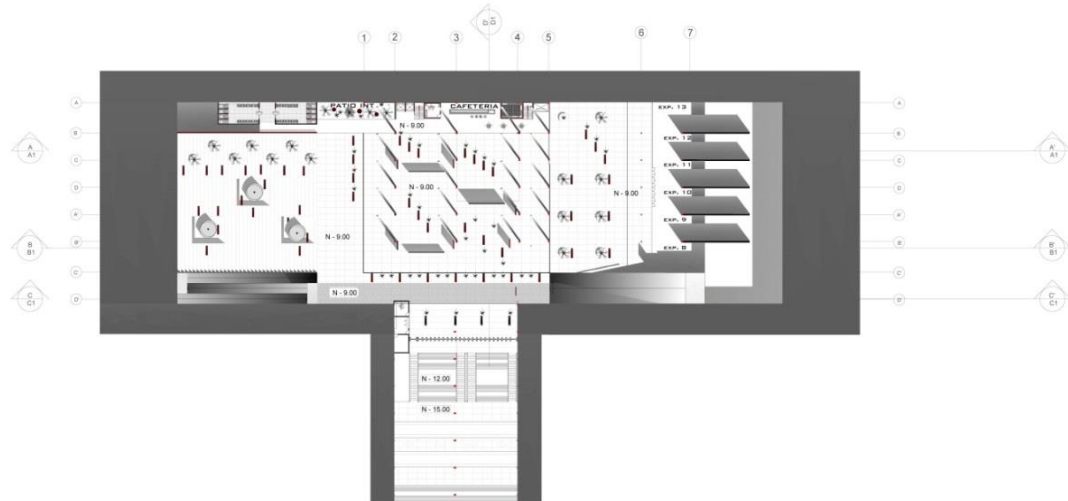 D'
D1
1
2
3
4
5
6
7
A
A
PATIO INT.
CAFETERIA
EXP. 13
N - 9.00
B
B
EXP. 12
A
A1
A'
A1
C
C
EXP. 11
D
D
N - 9.00
N - 9.00
EXP. 10
A'
A'
EXP. 9
N - 9.00
B'
B'
B
B1
B'
B1
EXP. 8
C'
C'
N - 9.00
D'
D'
C
C1
C'
C1
N - 12.00
N - 15.00